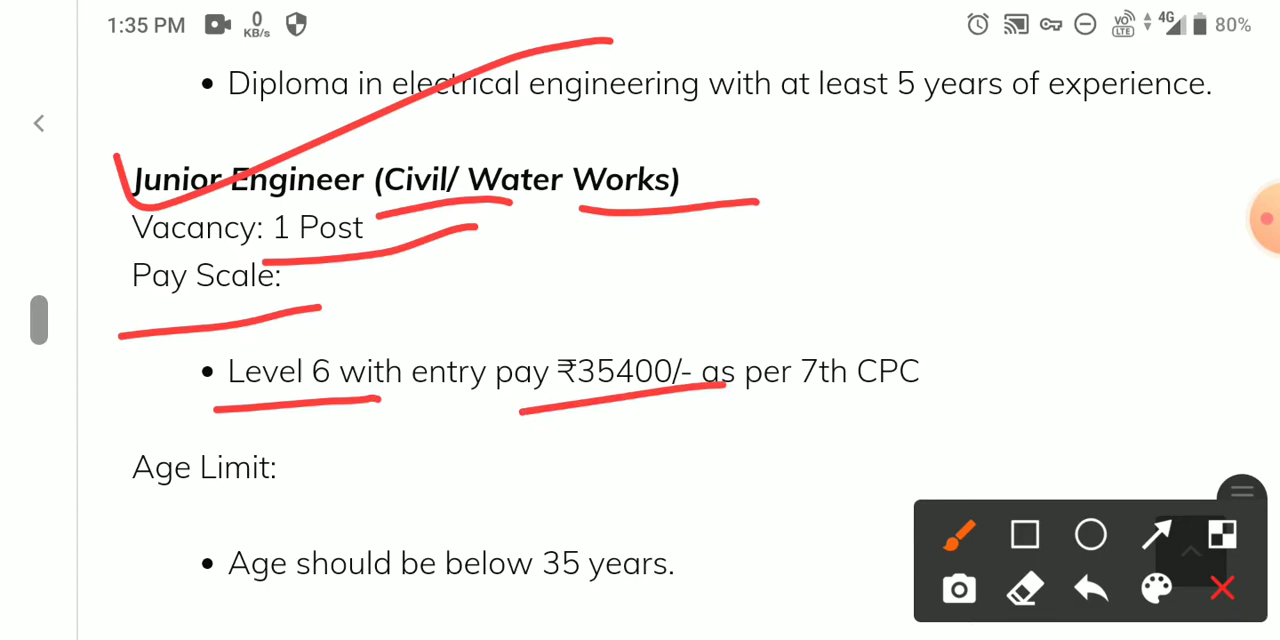 1:35 PM 0 KB/s VO LTE 4G 80%
• Diploma in electrical engineering with at least 5 years of experience.
Junior Engineer (Civil/ Water Works)
Vacancy: 1 Post
Pay Scale:
• Level 6 with entry pay ₹35400/- as per 7th CPC
Age Limit:
• Age should be below 35 years.